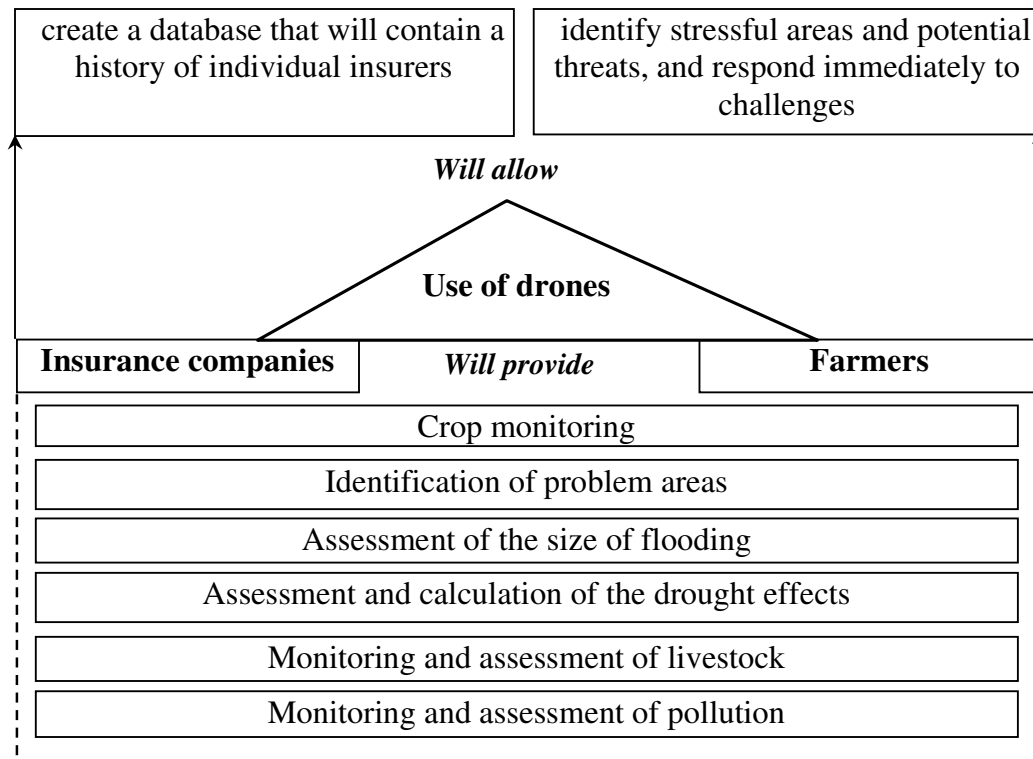 create a database that will contain a
history of individual insurers
identify stressful areas and potential
threats, and respond immediately to
challenges
Will allow
Use of drones
Insurance companies
Will provide
Farmers
Crop monitoring
Identification of problem areas
Assessment of the size of flooding
Assessment and calculation of the drought effects
Monitoring and assessment of livestock
Monitoring and assessment of pollution